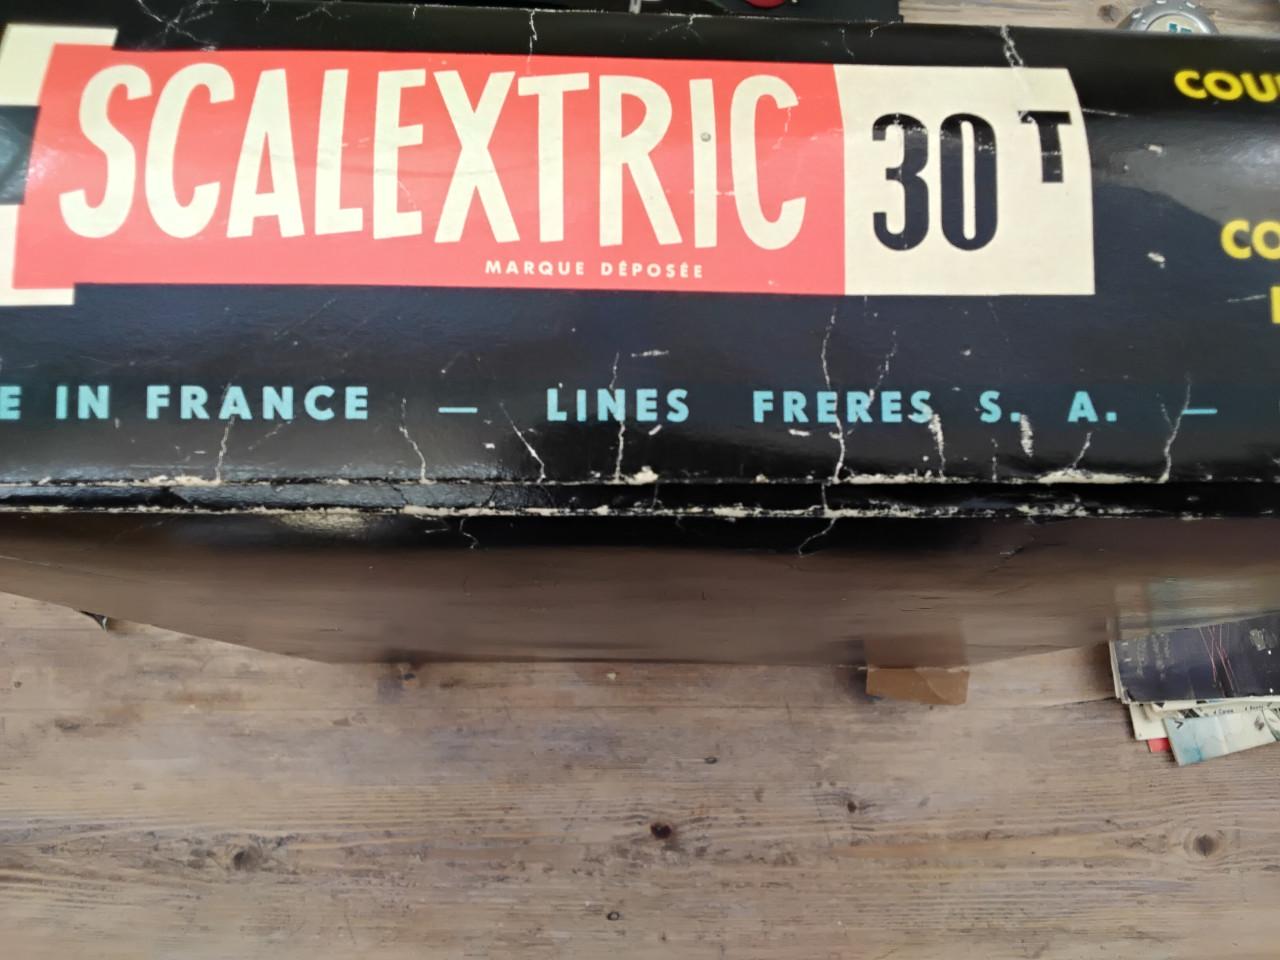 SCALEXTRIC 30 T
MARQUE DÉPOSÉE
IN FRANCE — LINES FRERES S. A. —